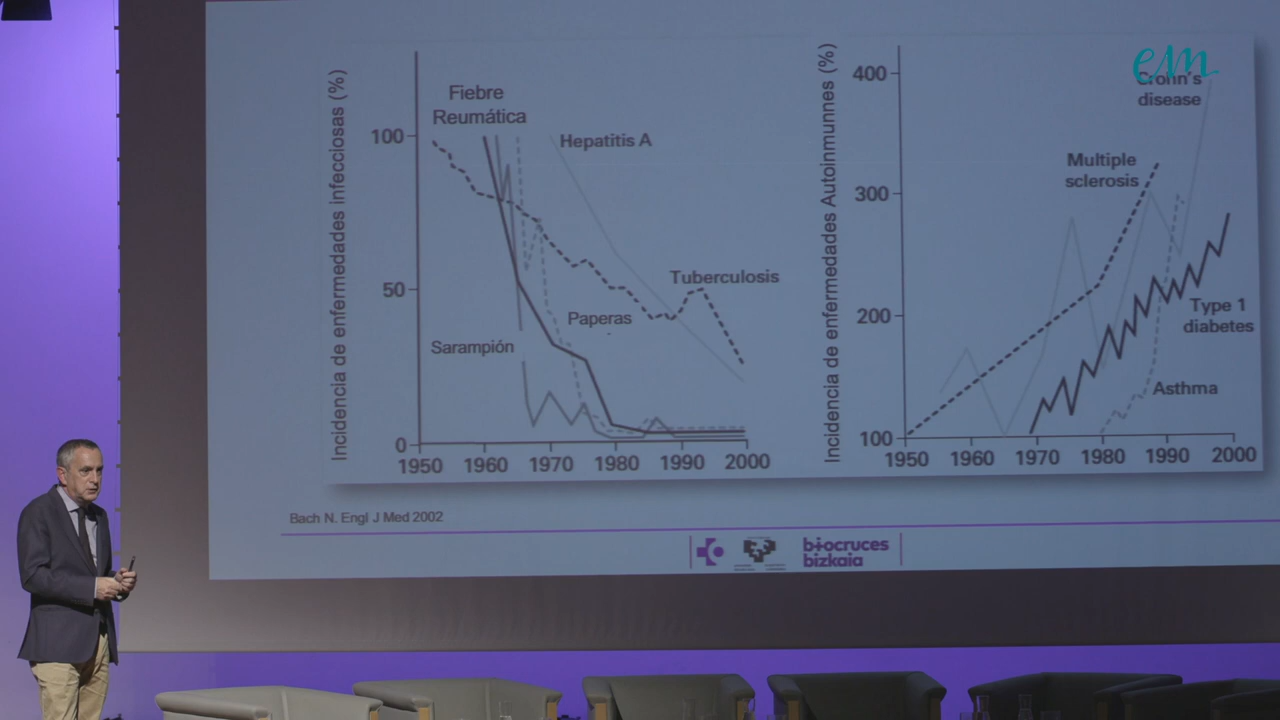 em
Incidencia de enfermedades infecciosas (%)
Fiebre
Reumática
Hepatitis A
100
50
0
Tuberculosis
Paperas
Sarampión
1950 1960 1970 1980 1990 2000
Incidencia de enfermedades Autoinmunnes (%)
400
300
200
100
Crohn's
disease
Multiple
sclerosis
Type 1
diabetes
Asthma
1950 1960 1970 1980 1990 2000
Bach N. Engl J Med 2002
biocruces
bizkaia